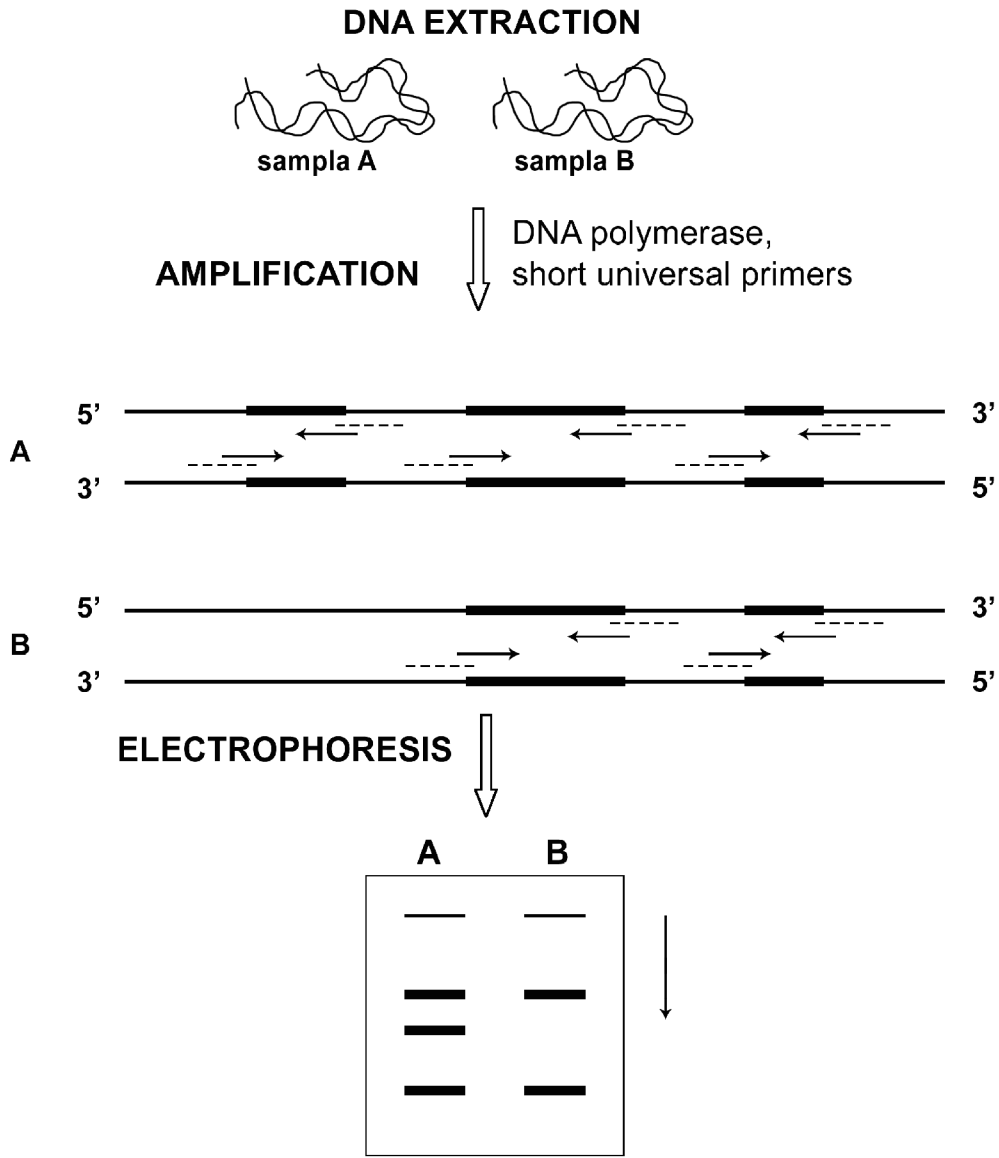 DNA EXTRACTION
sampla A
sampla B
DNA polymerase,
AMPLIFICATION
short universal primers
5’
3’
A
3’
5’
5’
3’
B
3’
5’
ELECTROPHORESIS
A
B